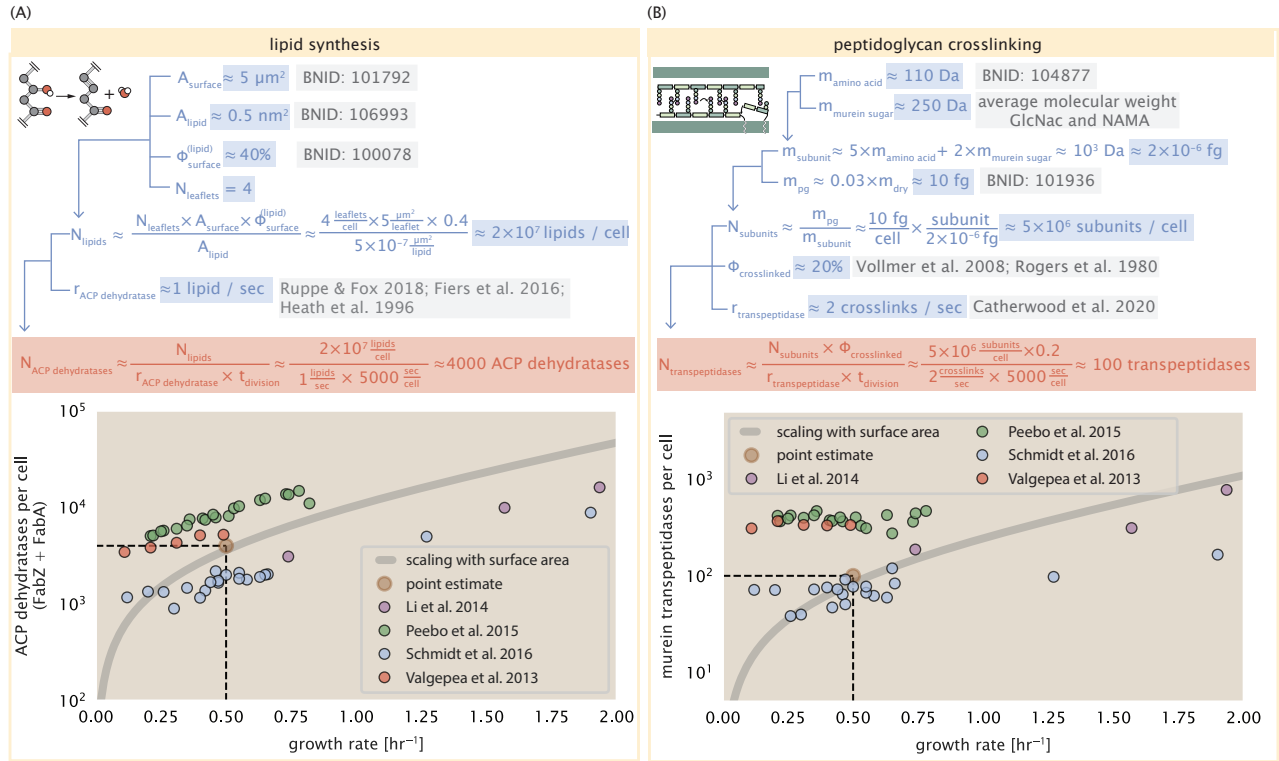 (A)
lipid synthesis
A_surface ≈ 5 µm² BNID: 101792
A_lipid ≈ 0.5 nm² BNID: 106993
Φ_surface^(lipid) ≈ 40% BNID: 100078
N_leaflets = 4
N_lipids ≈ N_leaflets × A_surface × Φ_surface^(lipid) / A_lipid ≈ 4 leaflets/cell × 5 µm²/leaflet × 0.4 / 5×10⁻⁷ µm²/lipid ≈ 2×10⁷ lipids / cell
r_ACP dehydratase ≈1 lipid / sec Ruppe & Fox 2018; Fiers et al. 2016;
Heath et al. 1996
N_ACP dehydratases ≈ N_lipids / r_ACP dehydratase × t_division ≈ 2×10⁷ lipids/cell / 1 lipids/sec × 5000 sec/cell ≈4000 ACP dehydratases
ACP dehydratases per cell
(FabZ + FabA)
10⁵
10⁴
10³
10²
scaling with surface area
point estimate
Li et al. 2014
Peebo et al. 2015
Schmidt et al. 2016
Valgepea et al. 2013
0.00 0.25 0.50 0.75 1.00 1.25 1.50 1.75 2.00
growth rate [hr⁻¹]
(B)
peptidoglycan crosslinking
m_amino acid ≈ 110 Da BNID: 104877
m_murein sugar ≈ 250 Da average molecular weight
GlcNac and NAMA
m_subunit ≈ 5×m_amino acid + 2×m_murein sugar ≈ 10³ Da ≈ 2×10⁻⁶ fg
m_pg ≈ 0.03×m_dry ≈ 10 fg BNID: 101936
N_subunits ≈ m_pg / m_subunit ≈ 10 fg / cell × subunit / 2×10⁻⁶ fg ≈ 5×10⁶ subunits / cell
Φ_crosslinked ≈ 20% Vollmer et al. 2008; Rogers et al. 1980
r_transpeptidase ≈ 2 crosslinks / sec Catherwood et al. 2020
N_transpeptidases ≈ N_subunits × Φ_crosslinked / r_transpeptidase × t_division ≈ 5×10⁶ subunits/cell ×0.2 / 2 crosslinks/sec × 5000 sec/cell ≈ 100 transpeptidases
murein transpeptidases per cell
10³
10²
10¹
scaling with surface area
point estimate
Li et al. 2014
Peebo et al. 2015
Schmidt et al. 2016
Valgepea et al. 2013
0.00 0.25 0.50 0.75 1.00 1.25 1.50 1.75 2.00
growth rate [hr⁻¹]